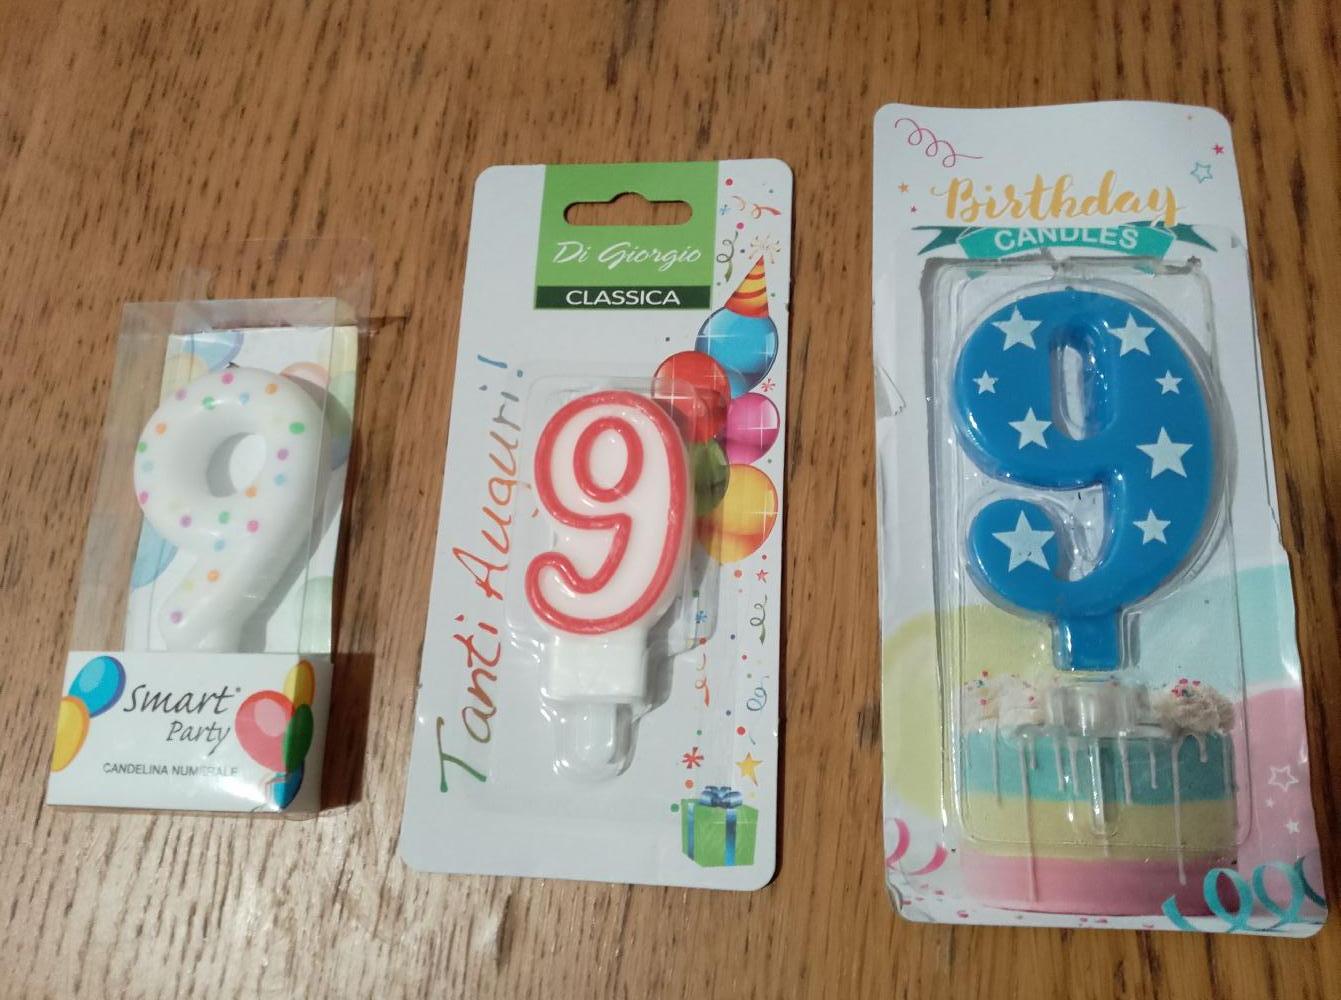 9
Smart
Party
CANDELINA NUMERALE
Di Giorgio
CLASSICA
Tanti Auguri!
9
Birthday
CANDLES
9